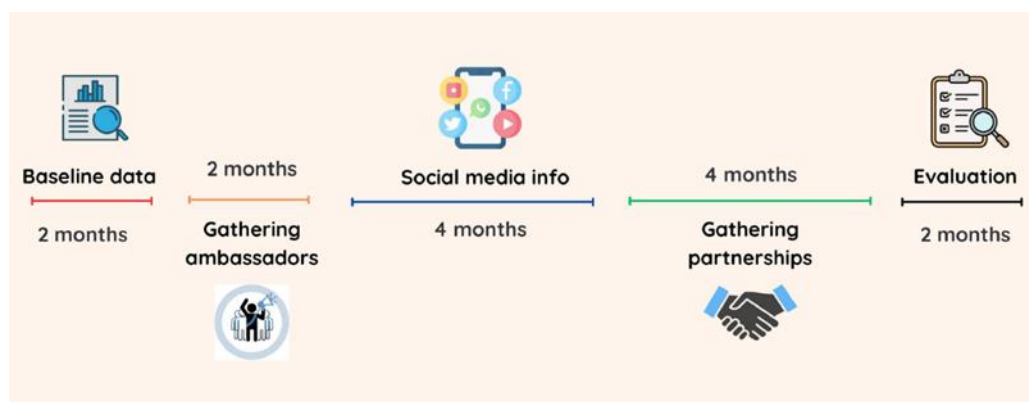 Baseline data
2 months
2 months
Gathering
ambassadors
Social media info
4 months
4 months
Gathering
partnerships
Evaluation
2 months